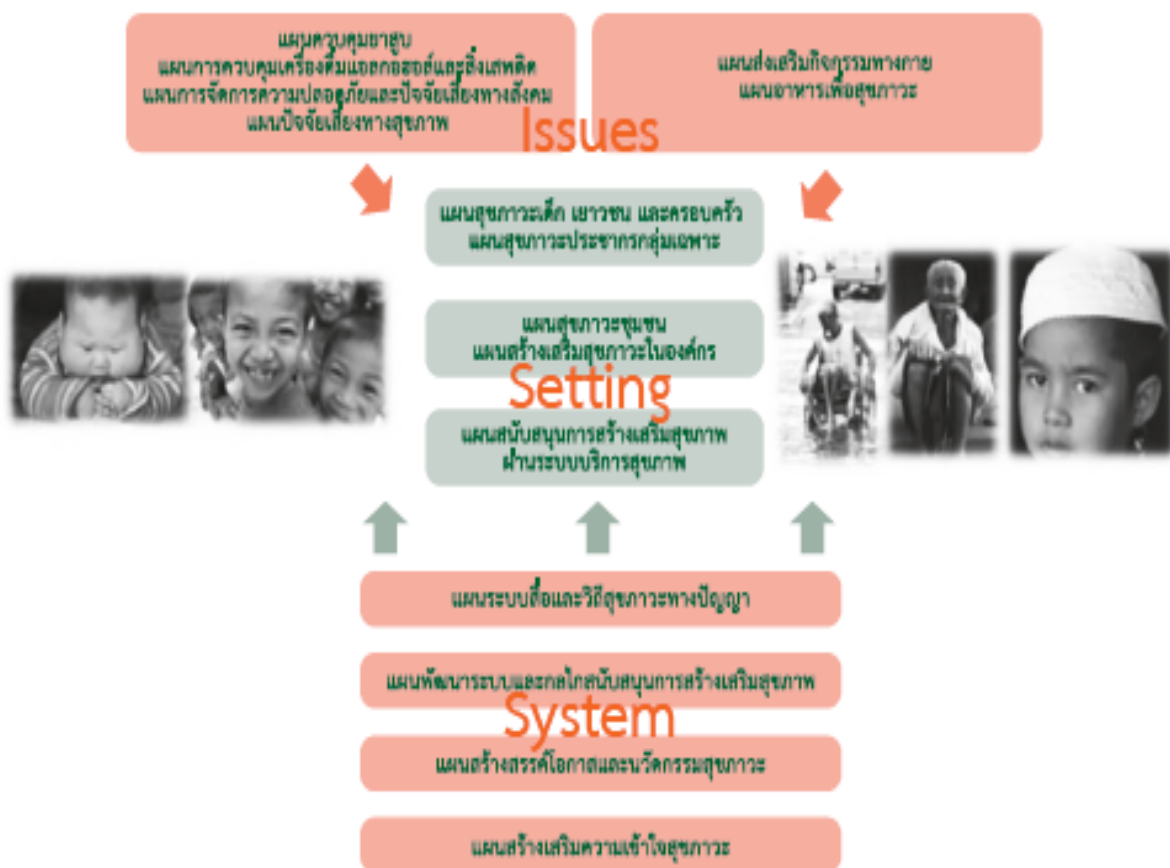 แผนควบคุมยาสูบ
แผนการควบคุมเครื่องดื่มแอลกอฮอล์และสิ่งเสพติด
แผนการจัดการความปลอดภัยและปัจจัยเสี่ยงทางสังคม
แผนปัจจัยเสี่ยงทางสุขภาพ
แผนส่งเสริมกิจกรรมทางกาย
แผนอาหารเพื่อสุขภาวะ
Issues
แผนสุขภาวะเด็ก เยาวชน และครอบครัว
แผนสุขภาวะประชากรกลุ่มเฉพาะ
แผนสุขภาวะชุมชน
แผนสร้างเสริมสุขภาวะในองค์กร
Setting
แผนสนับสนุนการสร้างเสริมสุขภาพ
ผ่านระบบบริการสุขภาพ
แผนระบบสื่อและวิถีสุขภาวะทางปัญญา
แผนพัฒนาระบบและกลไกสนับสนุนการสร้างเสริมสุขภาพ
System
แผนสร้างสรรค์โอกาสและนวัตกรรมสุขภาวะ
แผนสร้างเสริมความเข้าใจสุขภาวะ